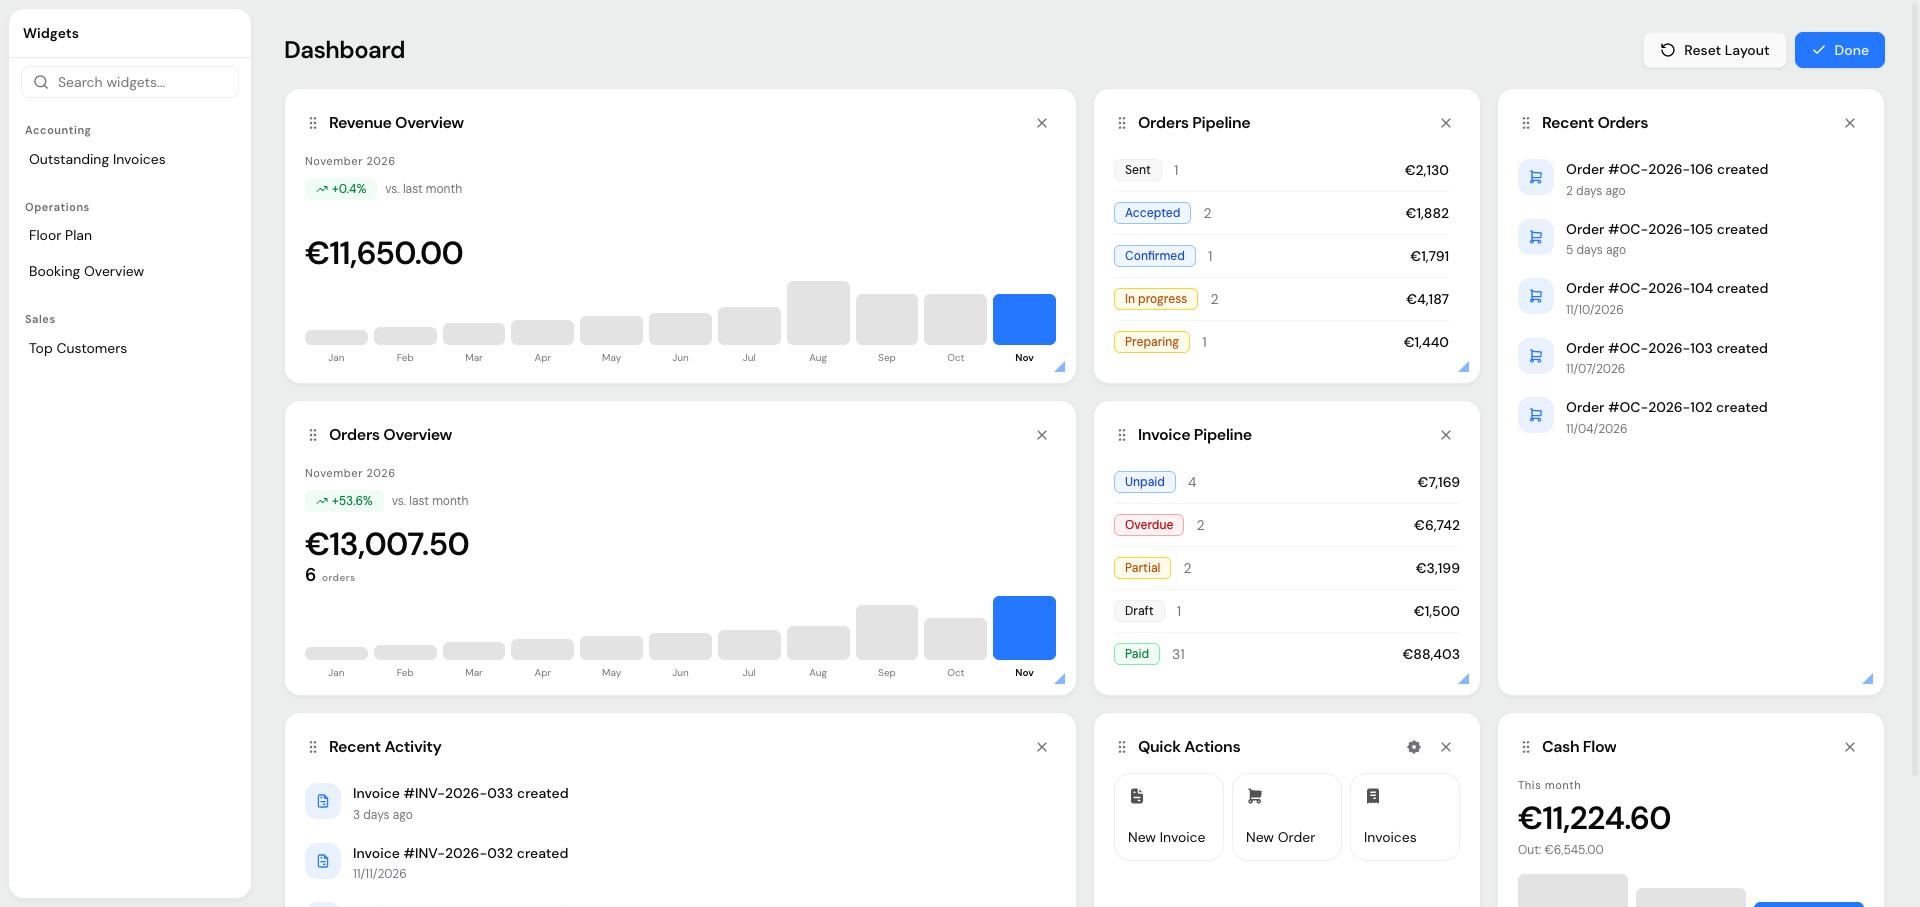 Widgets
Search widgets...
Accounting
Outstanding Invoices
Operations
Floor Plan
Booking Overview
Sales
Top Customers
Dashboard
Reset Layout
Done
Revenue Overview
November 2026
+0.4% vs. last month
€11,650.00
Jan Feb Mar Apr May Jun Jul Aug Sep Oct Nov
Orders Pipeline
Sent 1 €2,130
Accepted 2 €1,882
Confirmed 1 €1,791
In progress 2 €4,187
Preparing 1 €1,440
Recent Orders
Order #OC-2026-106 created
2 days ago
Order #OC-2026-105 created
5 days ago
Order #OC-2026-104 created
11/10/2026
Order #OC-2026-103 created
11/07/2026
Order #OC-2026-102 created
11/04/2026
Orders Overview
November 2026
+53.6% vs. last month
€13,007.50
6 orders
Jan Feb Mar Apr May Jun Jul Aug Sep Oct Nov
Invoice Pipeline
Unpaid 4 €7,169
Overdue 2 €6,742
Partial 2 €3,199
Draft 1 €1,500
Paid 31 €88,403
Recent Activity
Invoice #INV-2026-033 created
3 days ago
Invoice #INV-2026-032 created
11/11/2026
Quick Actions
New Invoice
New Order
Invoices
Cash Flow
This month
€11,224.60
Out: €6,545.00